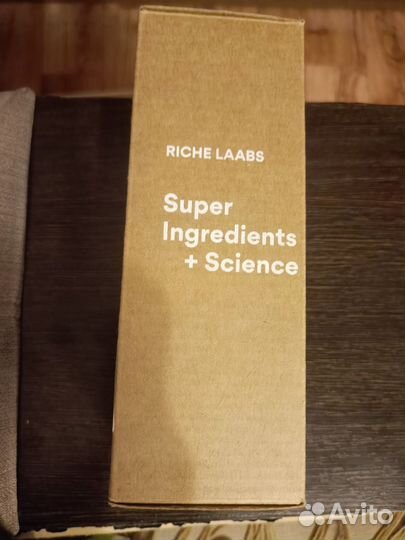 RICHE LAABS
Super
Ingredients
+ Science
Avito